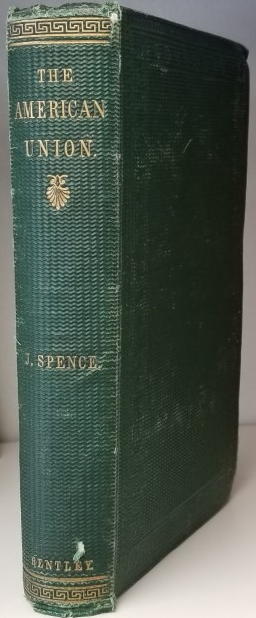 THE
AMERICAN
UNION.
J. SPENCE.
BENTLEY.